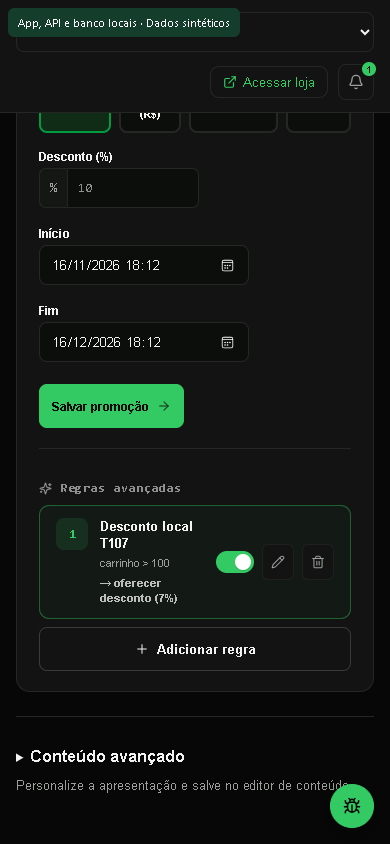 App, API e banco locais · Dados sintéticos
Acessar loja
1
(R$)
Desconto (%)
% 10
Início
16/11/2026 18:12
Fim
16/12/2026 18:12
Salvar promoção →
Regras avançadas
1
Desconto local
T107
carrinho > 100
→ oferecer
desconto (7%)
+ Adicionar regra
▸ Conteúdo avançado
Personalize a apresentação e salve no editor de conteúdo